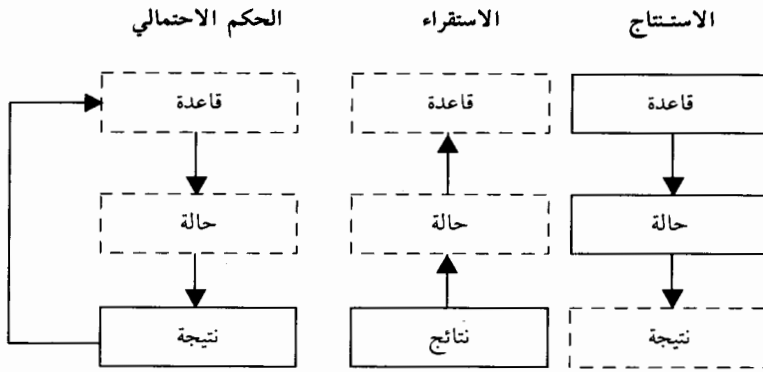 الاستنتاج الاستقراء الحكم الاحتمالي
قاعدة قاعدة قاعدة
حالة حالة حالة
نتيجة نتائج نتيجة